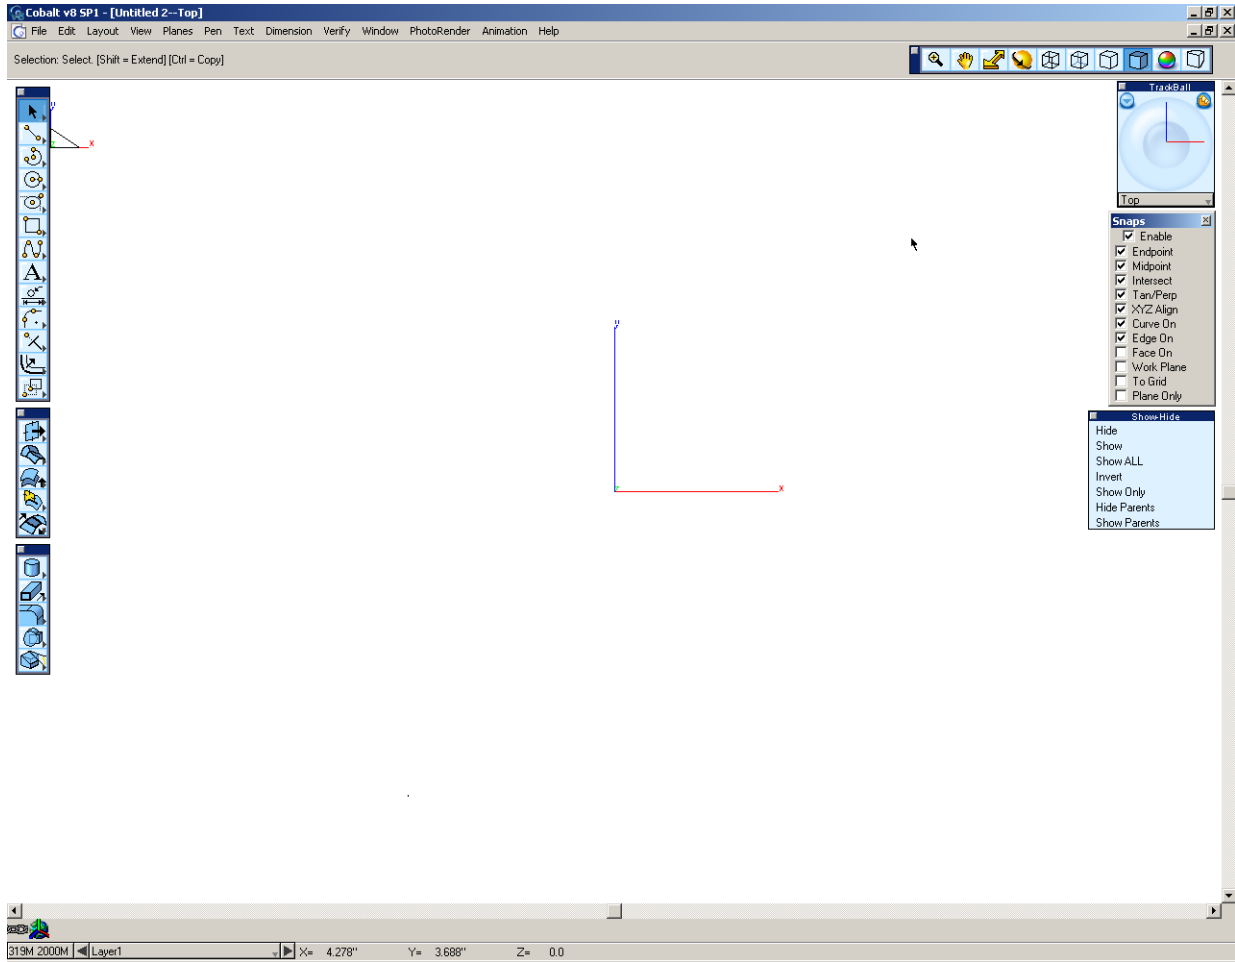 Cobalt v8 SP1 - [Untitled 2--Top]
File Edit Layout View Planes Pen Text Dimension Verify Window PhotoRender Animation Help
Selection: Select. [Shift = Extend] [Ctrl = Copy]
TrackBall
y
x
Top
Snaps
Enable
Endpoint
Midpoint
Intersect
Tan/Perp
XYZ Align
Curve On
Edge On
Face On
Work Plane
To Grid
Plane Only
y
x
Show-Hide
Hide
Show
Show ALL
Invert
Show Only
Hide Parents
Show Parents
A
319M 2000M Layer1 X= 4.278" Y= 3.688" Z= 0.0